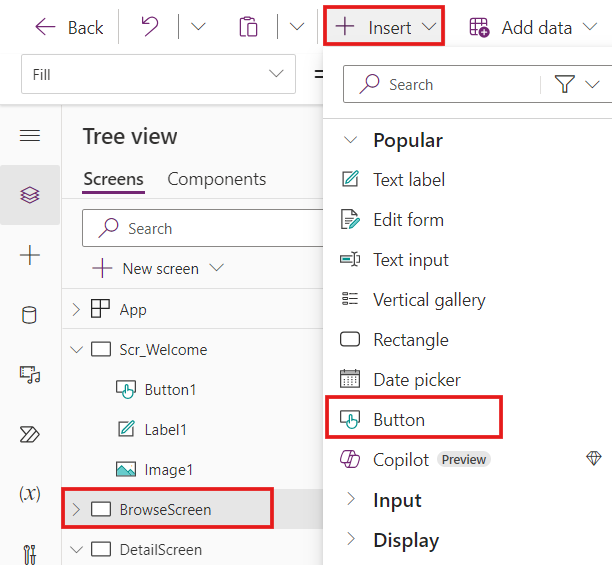 Back
Insert
Add data
Fill
=
Search
Tree view
Popular
Screens
Components
Text label
Search
Edit form
New screen
Text input
App
Vertical gallery
Scr_Welcome
Rectangle
Button1
Date picker
Label1
Button
Image1
Copilot Preview
BrowseScreen
(x)
Input
DetailScreen
Display